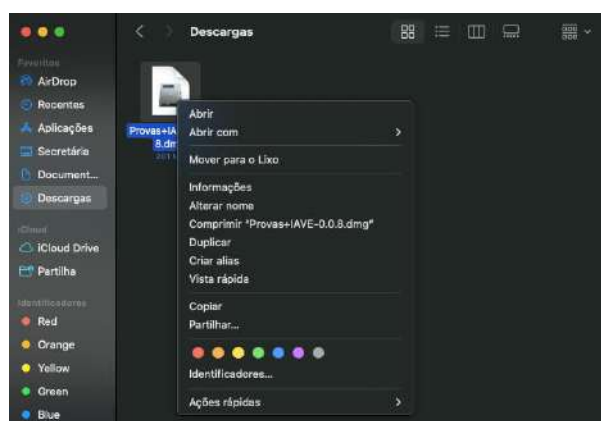 Descargas
Favoritos
AirDrop
Recentes
Aplicações
Secretária
Document...
Descargas
iCloud
iCloud Drive
Partilha
Identificadores
Red
Orange
Yellow
Green
Blue
Provas+IA
8.dm
Abrir
Abrir com
Mover para o Lixo
Informações
Alterar nome
Comprimir "Provas+IAVE-0.0.8.dmg"
Duplicar
Criar alias
Vista rápida
Copiar
Partilhar...
Identificadores...
Ações rápidas